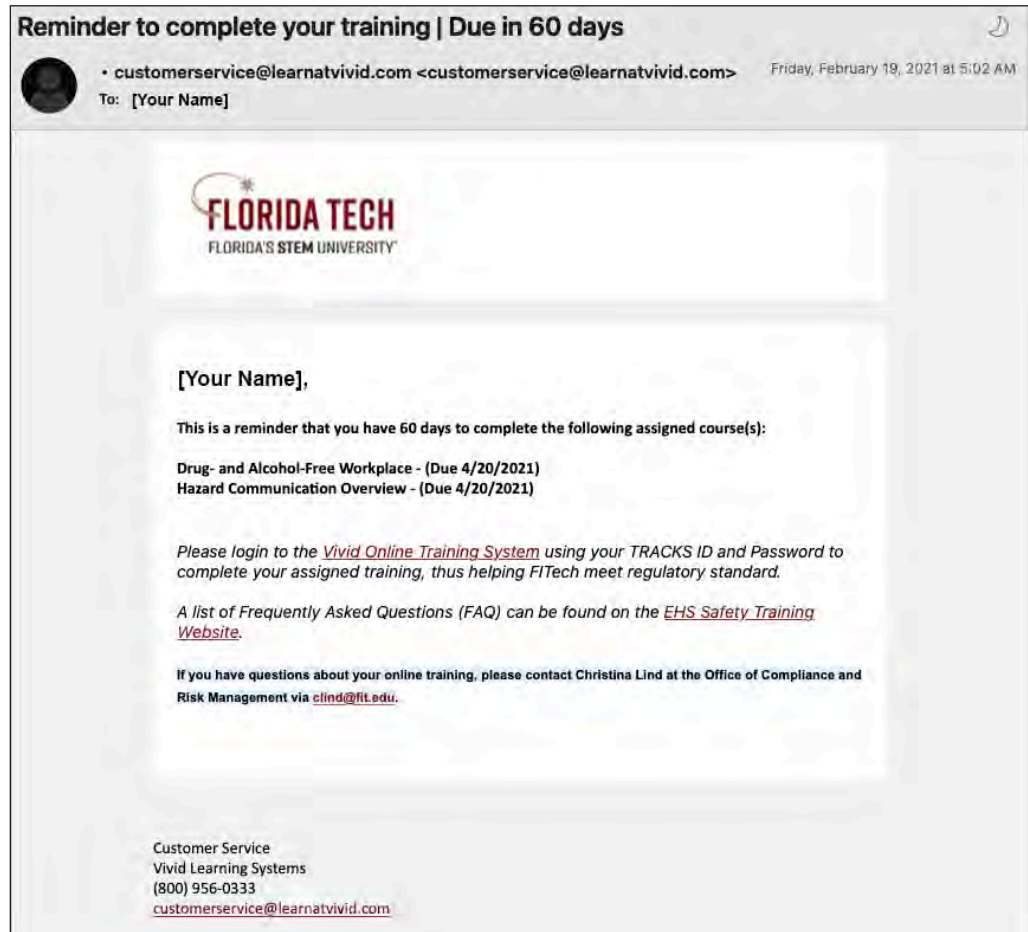 Reminder to complete your training | Due in 60 days
• customerservice@learnatvivid.com <customerservice@learnatvivid.com>
Friday, February 19, 2021 at 5:02 AM
To: [Your Name]
FLORIDA TECH
FLORIDA'S STEM UNIVERSITY™
[Your Name],
This is a reminder that you have 60 days to complete the following assigned course(s):
Drug- and Alcohol-Free Workplace - (Due 4/20/2021)
Hazard Communication Overview - (Due 4/20/2021)
Please login to the Vivid Online Training System using your TRACKS ID and Password to
complete your assigned training, thus helping FITech meet regulatory standard.
A list of Frequently Asked Questions (FAQ) can be found on the EHS Safety Training
Website.
If you have questions about your online training, please contact Christina Lind at the Office of Compliance and
Risk Management via clind@fit.edu.
Customer Service
Vivid Learning Systems
(800) 956-0333
customerservice@learnatvivid.com